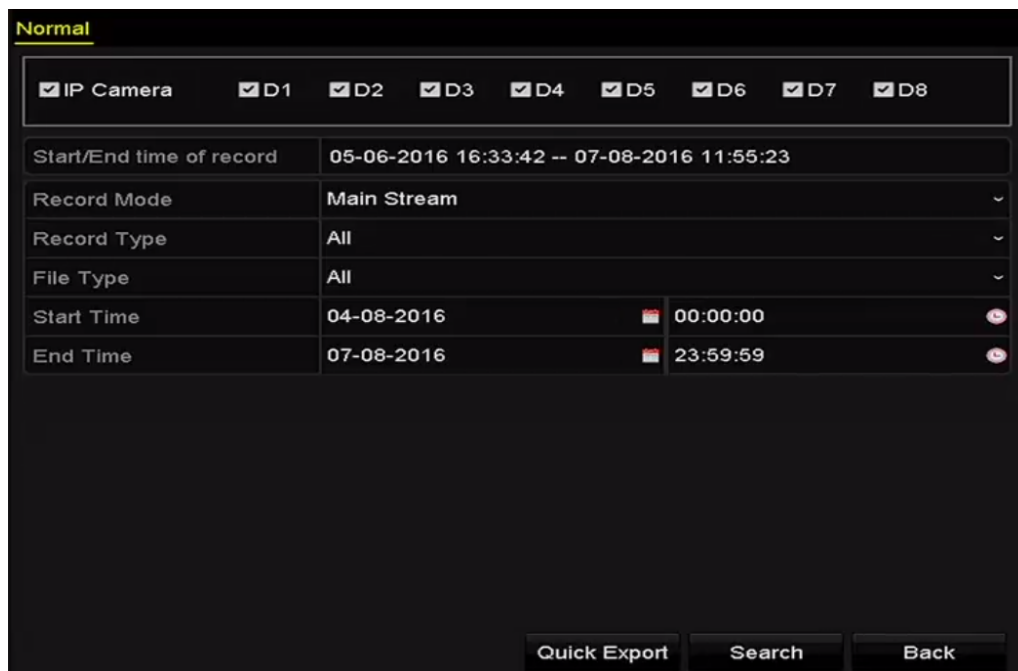 Normal
IP Camera D1 D2 D3 D4 D5 D6 D7 D8
Start/End time of record 05-06-2016 16:33:42 -- 07-08-2016 11:55:23
Record Mode Main Stream
Record Type All
File Type All
Start Time 04-08-2016 00:00:00
End Time 07-08-2016 23:59:59
Quick Export Search Back